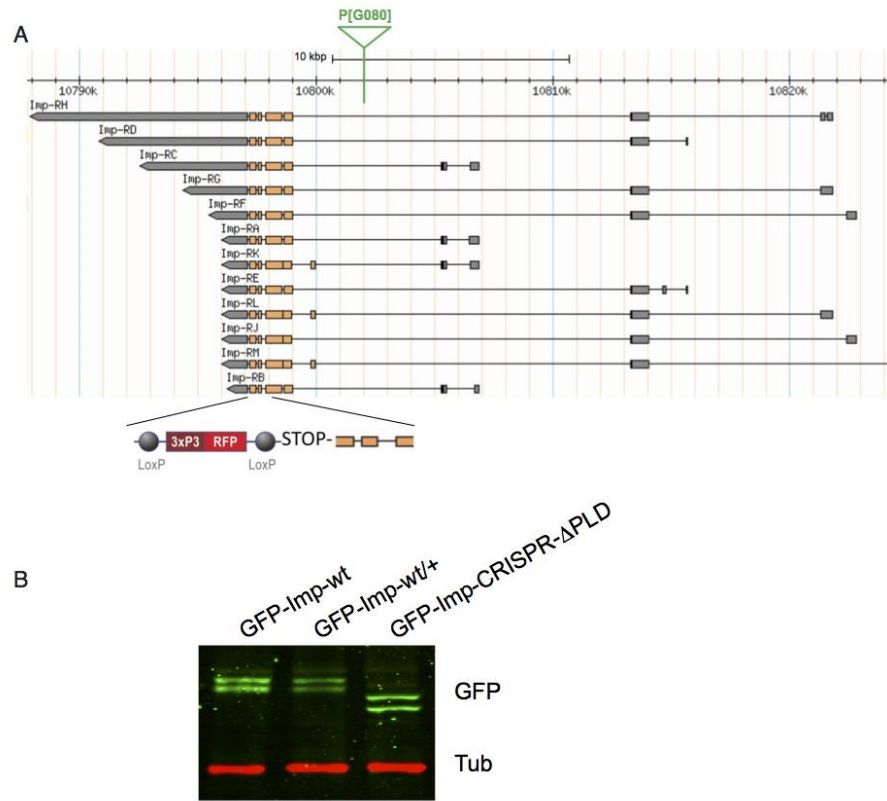 A
P[G080]
10 kbp
10790k 10800k 10810k 10820k
Imp-RH
Imp-RD
Imp-RC
Imp-RG
Imp-RF
Imp-RA
Imp-RK
Imp-RE
Imp-RL
Imp-RJ
Imp-RM
Imp-RB
3xP3 RFP STOP-
LoxP LoxP
B
GFP-Imp-wt
GFP-Imp-wt/+
GFP-Imp-CRISPR-ΔPLD
GFP
Tub